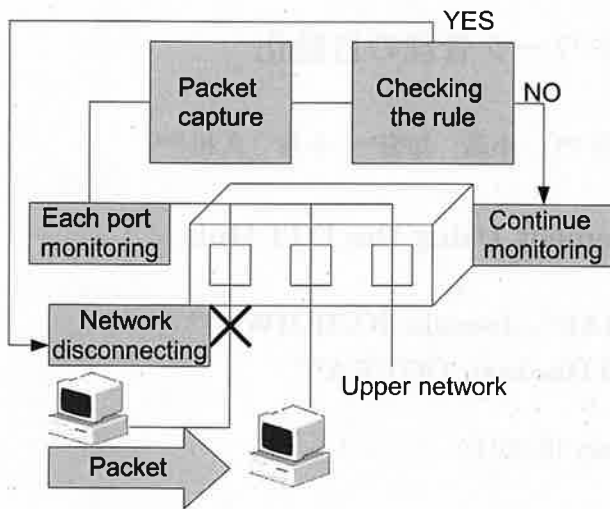 YES
Packet
capture
Checking
the rule
NO
Each port
monitoring
Continue
monitoring
Network
disconnecting
Upper network
Packet